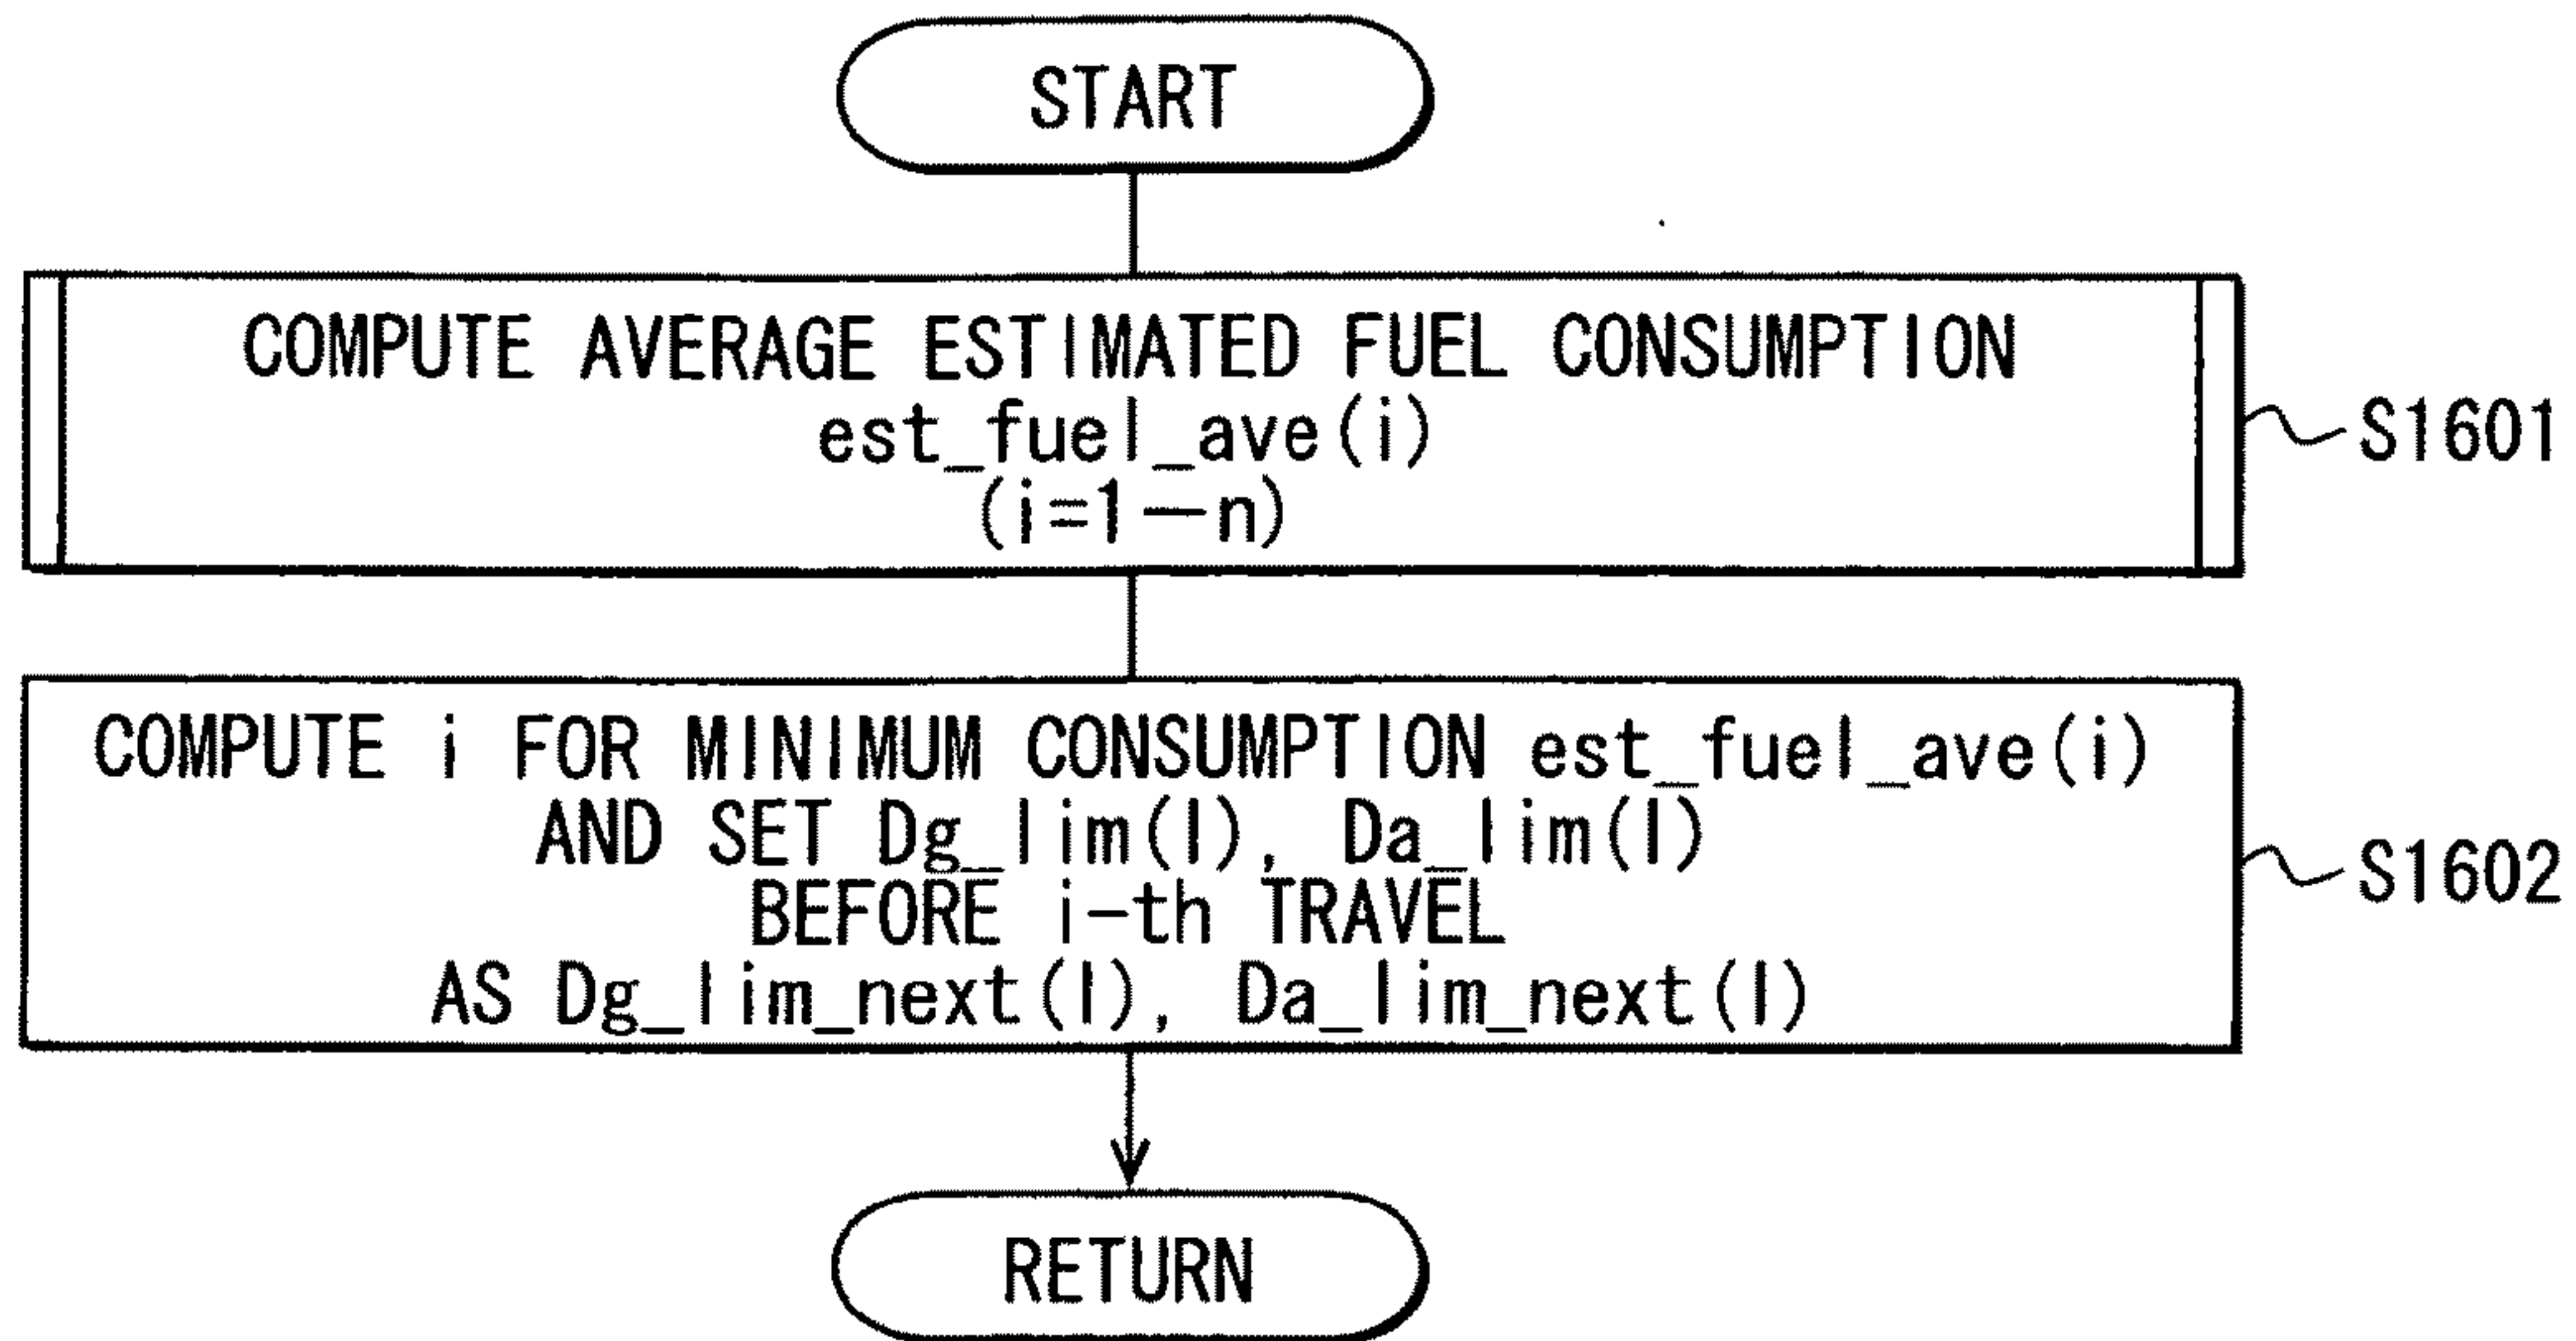 START
COMPUTE AVERAGE ESTIMATED FUEL CONSUMPTION
est_fuel_ave(i)
(i=1-n)
S1601
COMPUTE i FOR MINIMUM CONSUMPTION est_fuel_ave(i)
AND SET Dg_lim(I), Da_lim(I)
BEFORE i-th TRAVEL
AS Dg_lim_next(I), Da_lim_next(I)
S1602
RETURN